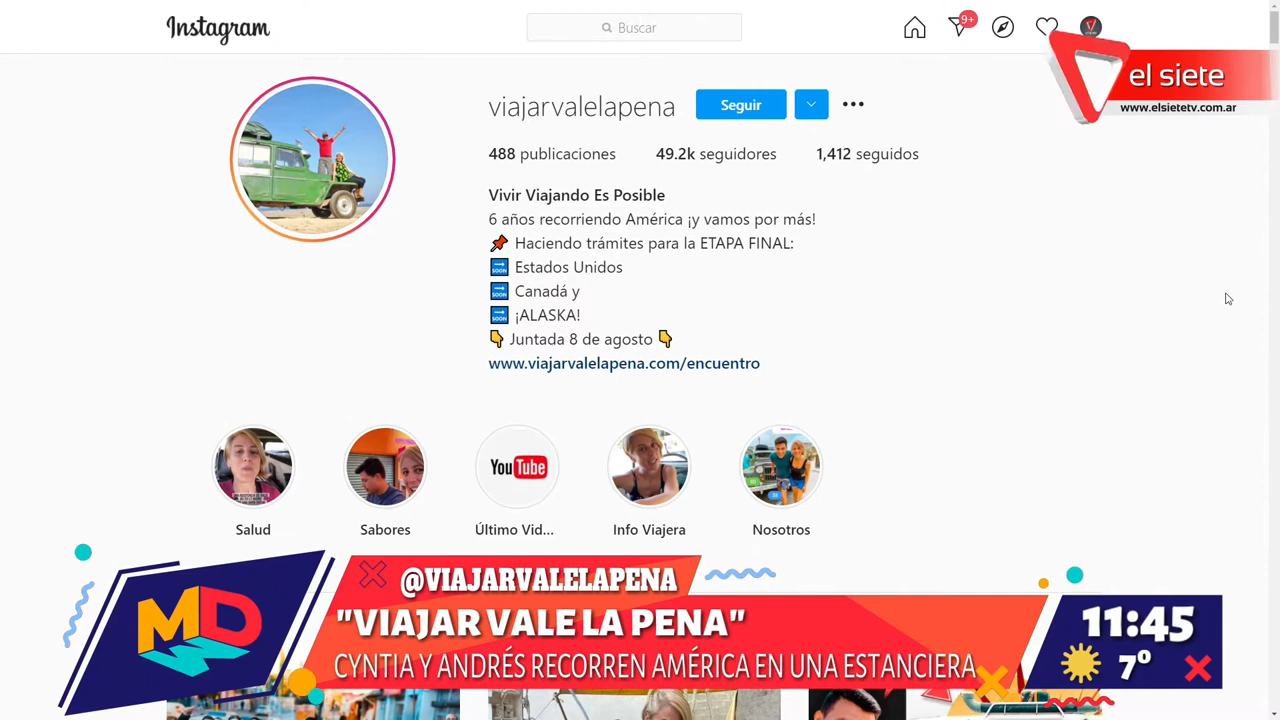 Instagram
Buscar
9+
el siete
www.elsietetv.com.ar
viajarvalelapena
Seguir
488 publicaciones 49.2k seguidores 1,412 seguidos
Vivir Viajando Es Posible
6 años recorriendo América ¡y vamos por más!
📌 Haciendo trámites para la ETAPA FINAL:
🔜 Estados Unidos
🔜 Canadá y
🔜 ¡ALASKA!
👇 Juntada 8 de agosto 👇
www.viajarvalelapena.com/encuentro
YouTube
Salud
Sabores
Último Vid...
Info Viajera
Nosotros
MD
@VIAJARVALELAPENA
"VIAJAR VALE LA PENA"
CYNTIA Y ANDRÉS RECORREN AMÉRICA EN UNA ESTANCIERA
11:45
7º